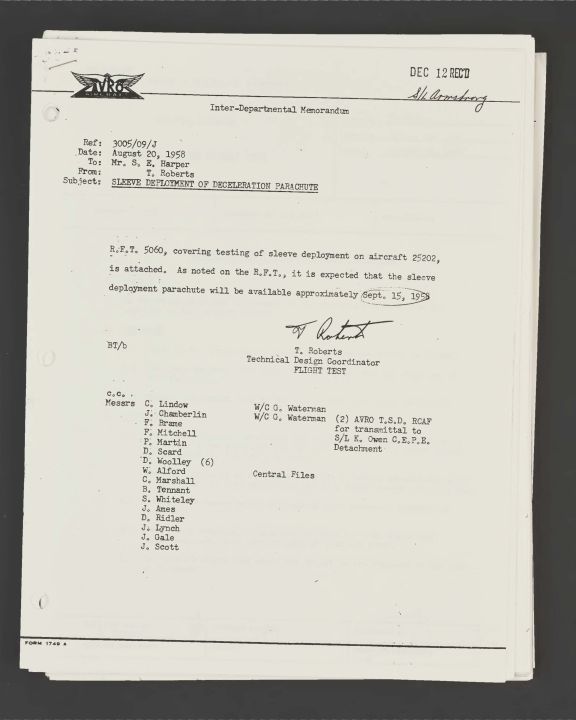 DEC 12 REC'D
AVRO
AIRCRAFT
S/L Armstrong
Inter-Departmental Memorandum
Ref: 3005/09/J
Date: August 20, 1958
To: Mr. S. E. Harper
From: T. Roberts
Subject: SLEEVE DEPLOYMENT OF DECELERATION PARACHUTE
R.F.T. 5060, covering testing of sleeve deployment on aircraft 25202,
is attached. As noted on the R.F.T., it is expected that the sleeve
deployment parachute will be available approximately Sept. 15, 1958
T Roberts
BT/b
T. Roberts
Technical Design Coordinator
FLIGHT TEST
c.c.
Messrs C. Lindow
J. Chamberlin
F. Brame
F. Mitchell
P. Martin
D. Scard
D. Woolley (6)
W. Alford
C. Marshall
B. Tennant
S. Whiteley
J. Ames
D. Ridler
J. Lynch
J. Gale
J. Scott
W/C G. Waterman
W/C G. Waterman (2) AVRO T.S.D. RCAF
for transmittal to
S/L K. Owen C.E.P.E.
Detachment
Central Files
FORM 1749 A